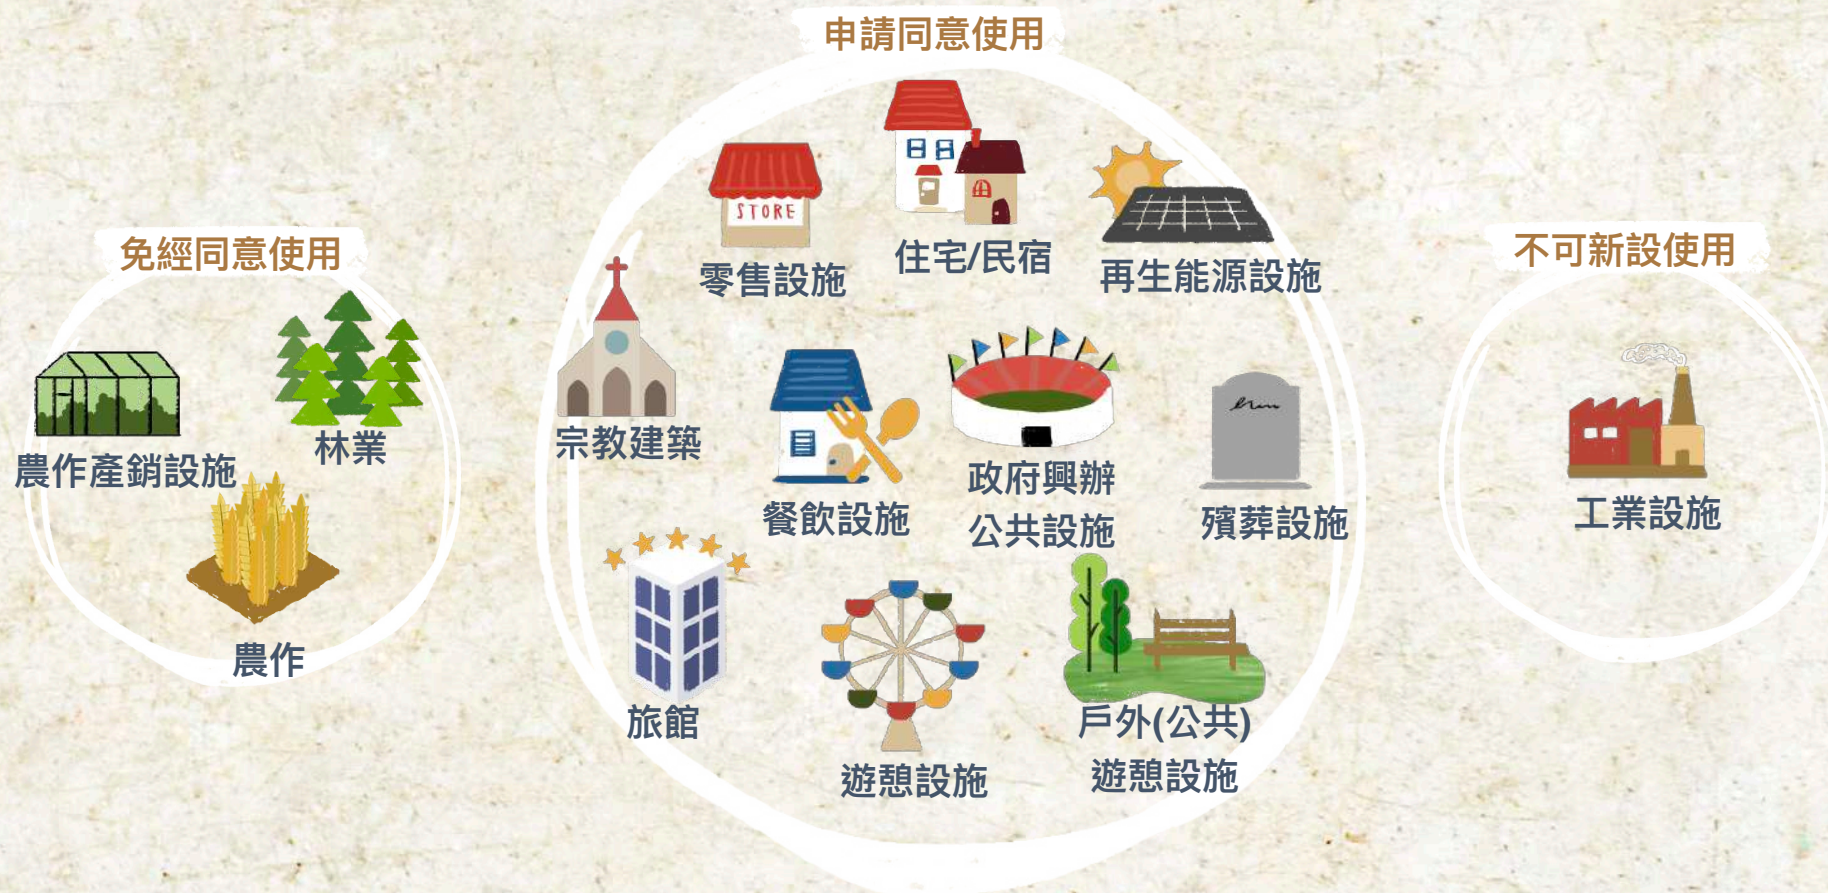 申請同意使用
STORE
零售設施
住宅/民宿
再生能源設施
免經同意使用
不可新設使用
農作產銷設施
林業
農作
宗教建築
餐飲設施
政府興辦
公共設施
殯葬設施
工業設施
旅館
遊憩設施
戶外(公共)
遊憩設施